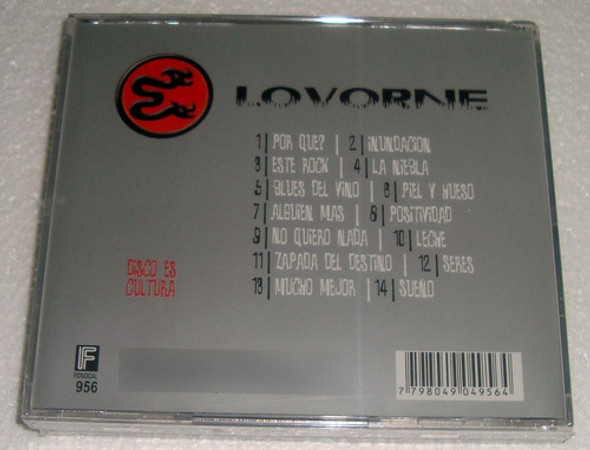 LOVORNE
1 | POR QUE? | 2 | INUNDACION
3 | ESTE ROCK | 4 | LA NIEBLA
5 | BLUES DEL VINO | 6 | PIEL Y HUESO
7 | ALGUIEN MAS | 8 | POSITIVIDAD
9 | NO QUIERO NADA | 10 | LECHE
11 | ZAPADA DEL DESTINO | 12 | SERES
13 | MUCHO MEJOR | 14 | SUEÑO
DISCO ES
CULTURA
F
FONOCAL
956
7 798049 049564